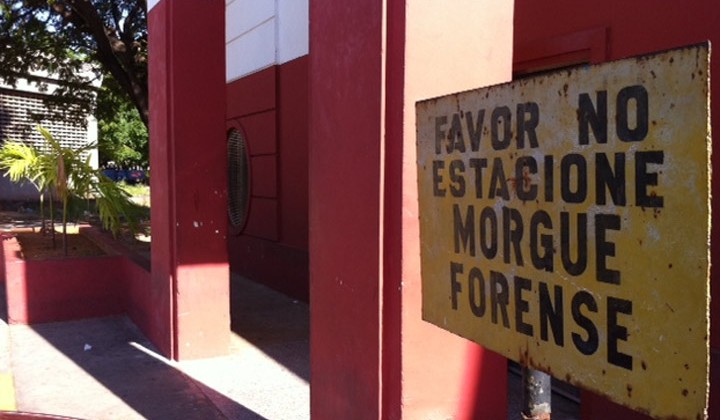 FAVOR NO
ESTACIONE
MORGUE
FORENSE